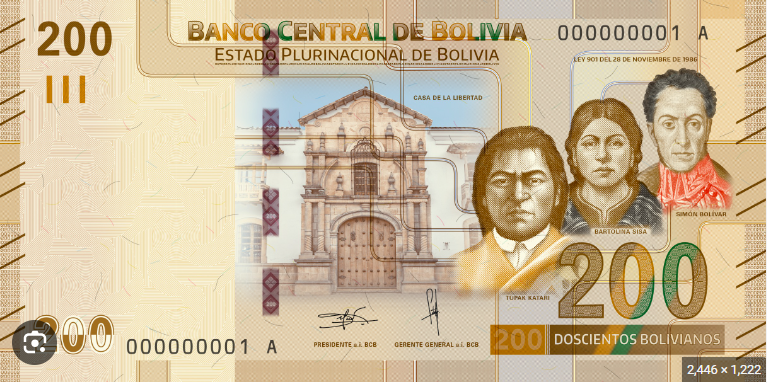 200
BANCO CENTRAL DE BOLIVIA
000000001 A
ESTADO PLURINACIONAL DE BOLIVIA
LEY 901 DEL 28 DE NOVIEMBRE DE 1986
CASA DE LA LIBERTAD
SIMÓN BOLÍVAR
BARTOLINA SISA
TUPAK KATARI
200
200
000000001 A
PRESIDENTE a.i. BCB
GERENTE GENERAL a.i. BCB
200 DOSCIENTOS BOLIVIANOS
2,446 × 1,222